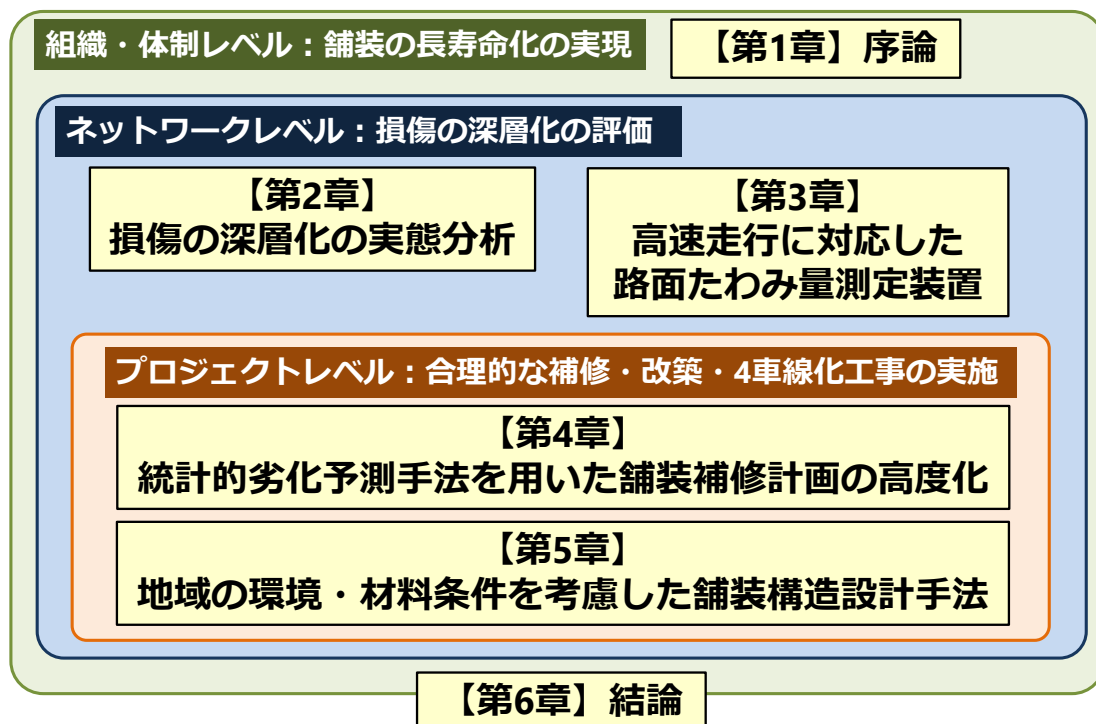 組織・体制レベル：舗装の長寿命化の実現
【第1章】序論
ネットワークレベル：損傷の深層化の評価
【第2章】
損傷の深層化の実態分析
【第3章】
高速走行に対応した
路面たわみ量測定装置
プロジェクトレベル：合理的な補修・改築・4車線化工事の実施
【第4章】
統計的劣化予測手法を用いた舗装補修計画の高度化
【第5章】
地域の環境・材料条件を考慮した舗装構造設計手法
【第6章】結論